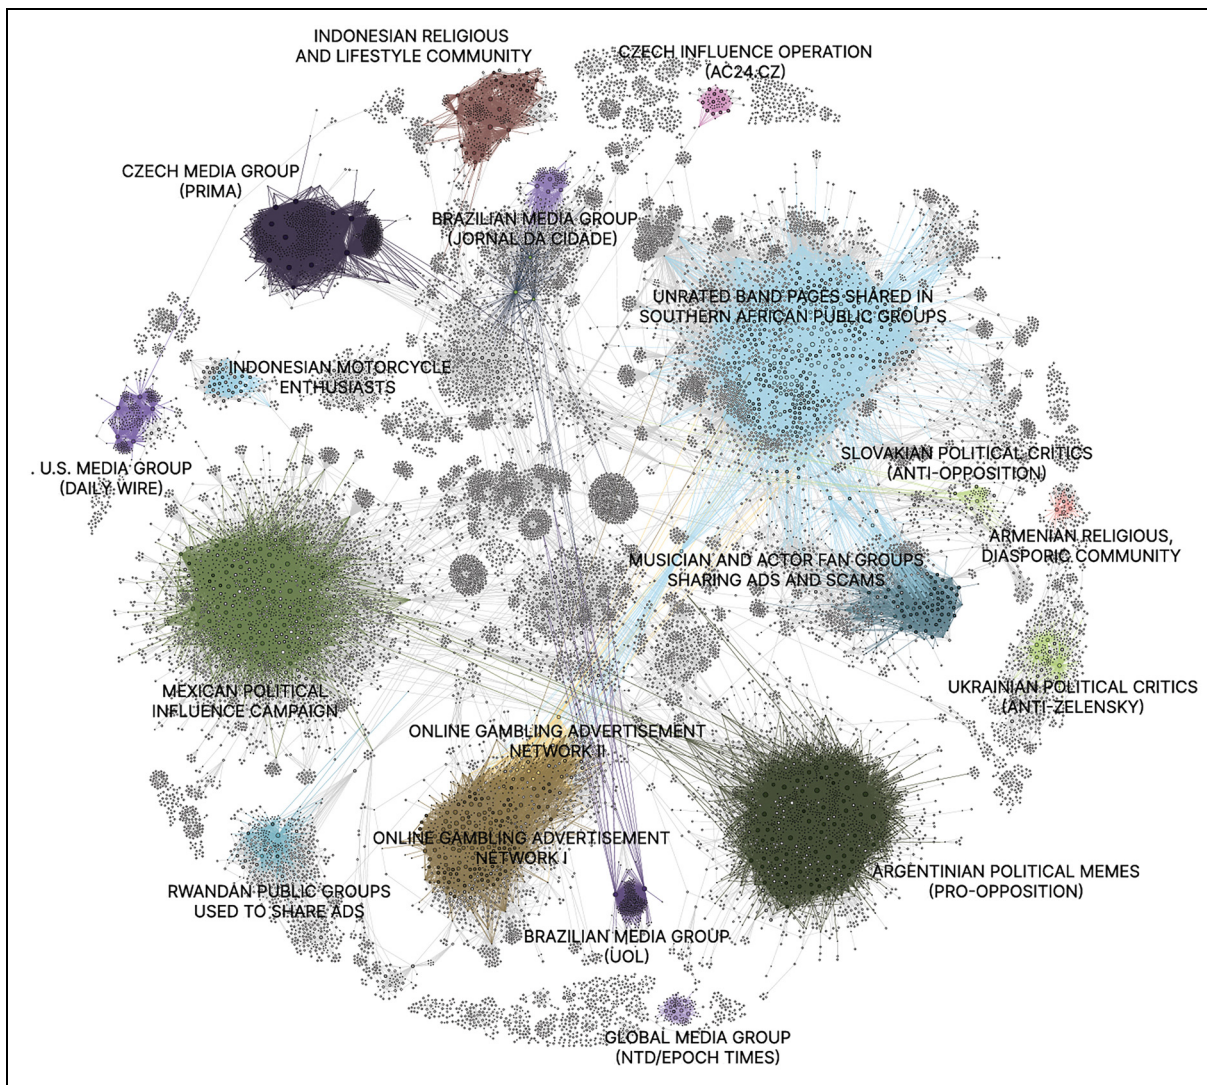 INDONESIAN RELIGIOUS
AND LIFESTYLE COMMUNITY
CZECH INFLUENCE OPERATION
(AC24.CZ)
CZECH MEDIA GROUP
(PRIMA)
BRAZILIAN MEDIA GROUP
(JORNAL DA CIDADE)
UNRATED BAND PAGES SHARED IN
SOUTHERN AFRICAN PUBLIC GROUPS
INDONESIAN MOTORCYCLE
ENTHUSIASTS
. U.S. MEDIA GROUP
(DAILY WIRE)
SLOVAKIAN POLITICAL CRITICS
(ANTI-OPPOSITION)
ARMENIAN RELIGIOUS,
DIASPORIC COMMUNITY
MUSICIAN AND ACTOR FAN GROUPS
SHARING ADS AND SCAMS
MEXICAN POLITICAL
INFLUENCE CAMPAIGN
UKRAINIAN POLITICAL CRITICS
(ANTI-ZELENSKY)
ONLINE GAMBLING ADVERTISEMENT
NETWORK II
ONLINE GAMBLING ADVERTISEMENT
NETWORK I
RWANDAN PUBLIC GROUPS
USED TO SHARE ADS
ARGENTINIAN POLITICAL MEMES
(PRO-OPPOSITION)
BRAZILIAN MEDIA GROUP
(UOL)
GLOBAL MEDIA GROUP
(NTD/EPOCH TIMES)